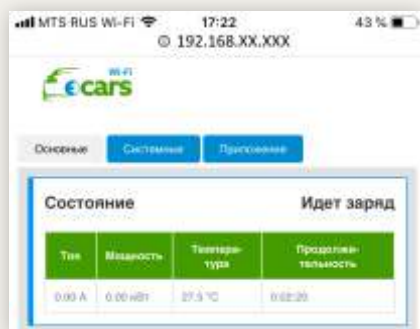 MTS RUS Wi-Fi 17:22 43 %
192.168.XX.XXX
Wi-Fi
ecars
Основные Системные Приложение
Состояние Идет заряд
Ток Мощность Темпера- Продолжи-
тура тельность
0.00 А 0.00 кВт 27.5 °C 0:02:20